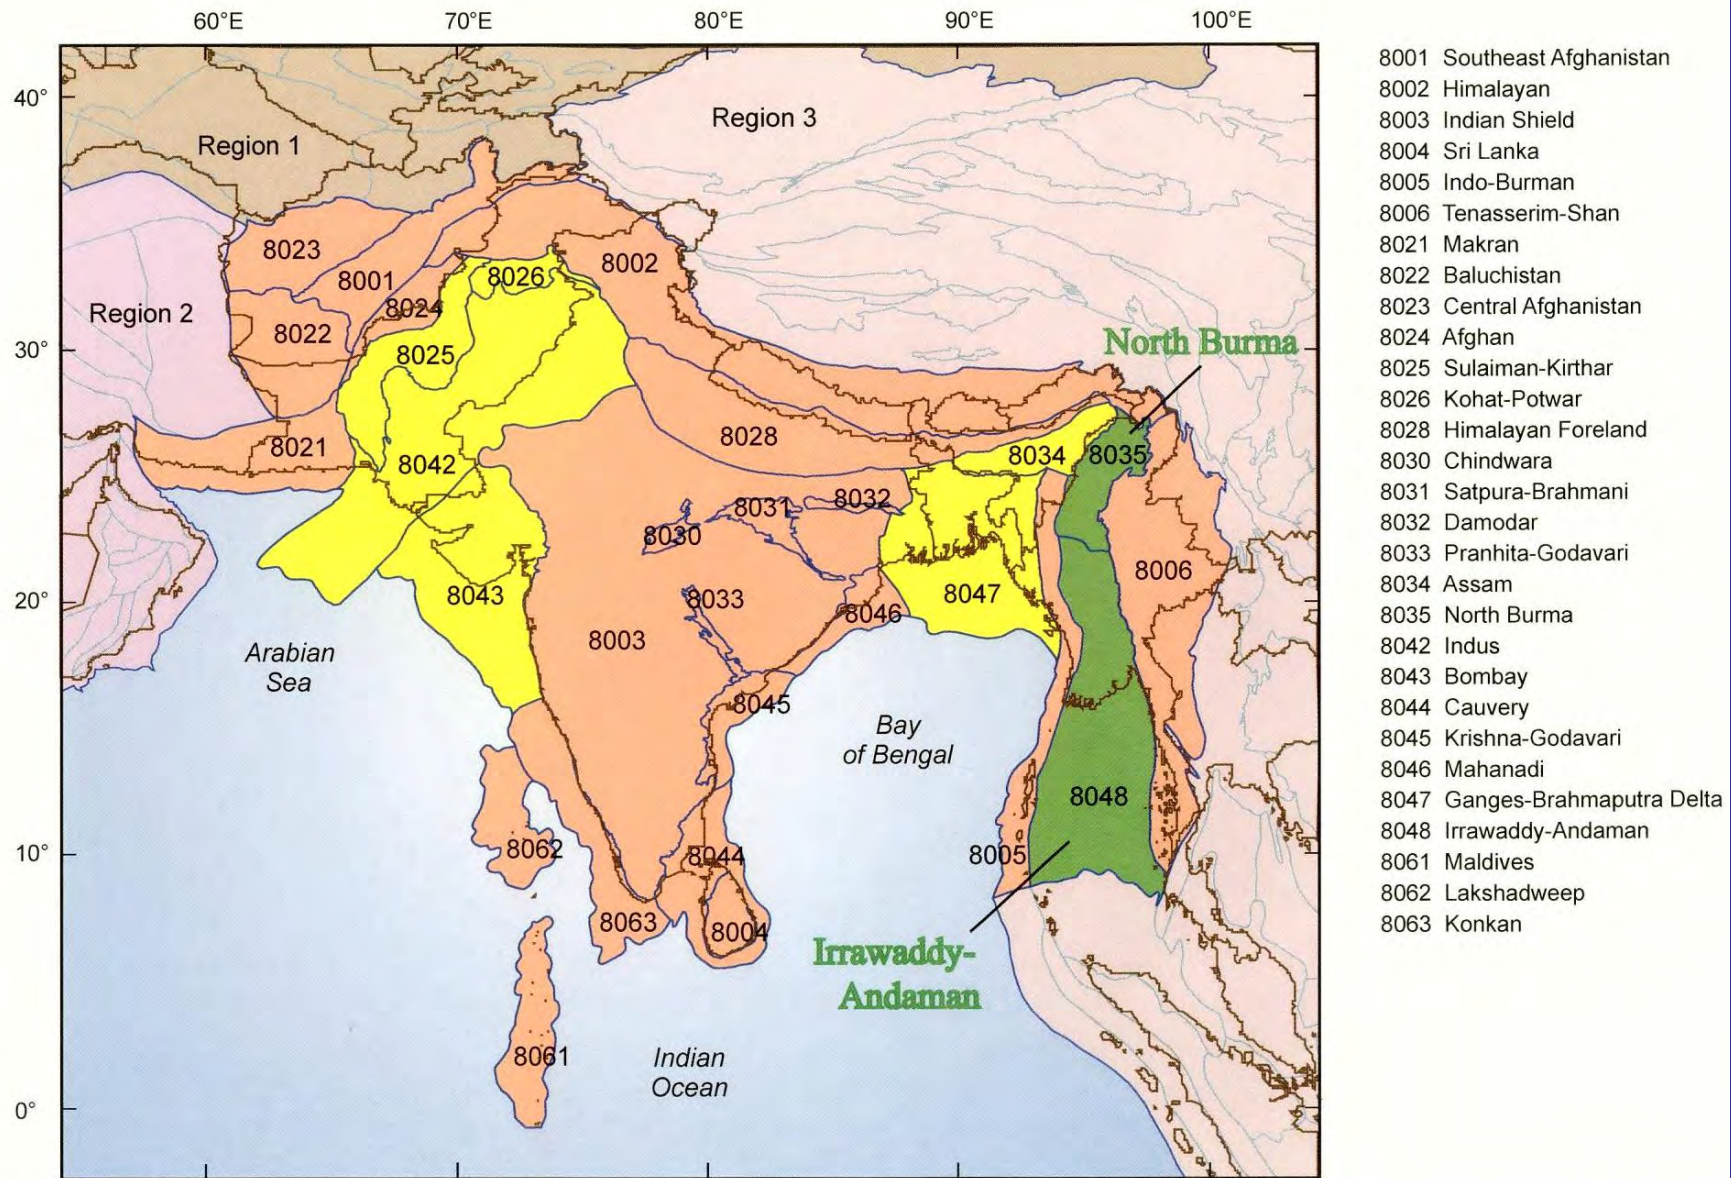 60°E 70°E 80°E 90°E 100°E
40°
30°
20°
10°
0°
Region 1
Region 3
Region 2
8023
8001
8026
8002
8024
8022
8025
North Burma
8021
8042
8028
8034
8035
8032
8031
8030
8006
8043
8033
8047
8046
8003
Arabian
Sea
8045
Bay
of Bengal
8048
8062
8044
8005
8063
8004
Irrawaddy-
Andaman
8061
Indian
Ocean
8001 Southeast Afghanistan
8002 Himalayan
8003 Indian Shield
8004 Sri Lanka
8005 Indo-Burman
8006 Tenasserim-Shan
8021 Makran
8022 Baluchistan
8023 Central Afghanistan
8024 Afghan
8025 Sulaiman-Kirthar
8026 Kohat-Potwar
8028 Himalayan Foreland
8030 Chindwara
8031 Satpura-Brahmani
8032 Damodar
8033 Pranhita-Godavari
8034 Assam
8035 North Burma
8042 Indus
8043 Bombay
8044 Cauvery
8045 Krishna-Godavari
8046 Mahanadi
8047 Ganges-Brahmaputra Delta
8048 Irrawaddy-Andaman
8061 Maldives
8062 Lakshadweep
8063 Konkan